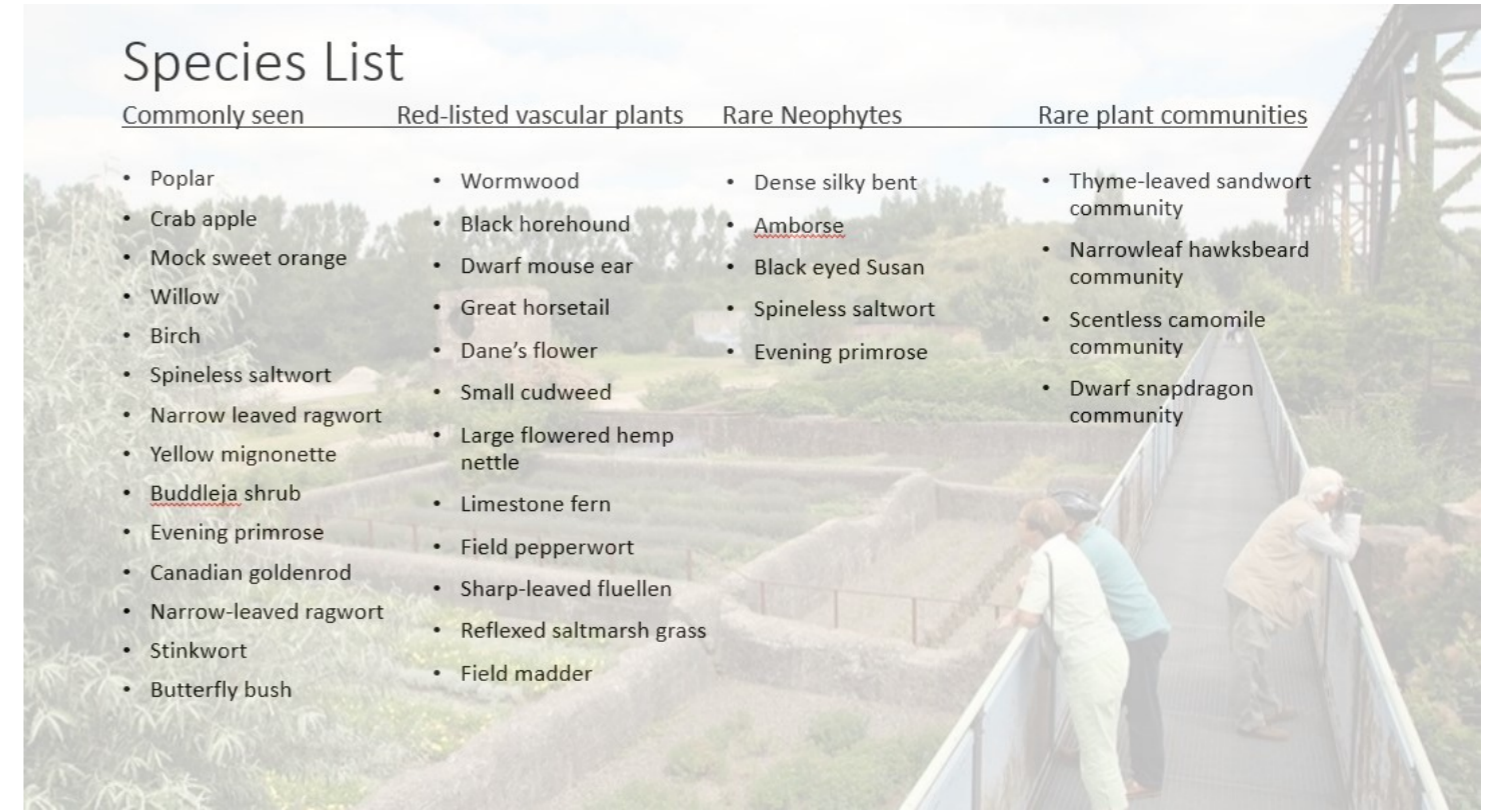 Species List
Commonly seen
Poplar
Crab apple
Mock sweet orange
Willow
Birch
Spineless saltwort
Narrow leaved ragwort
Yellow mignonette
Buddleja shrub
Evening primrose
Canadian goldenrod
Narrow-leaved ragwort
Stinkwort
Butterfly bush
Red-listed vascular plants
Wormwood
Black horehound
Dwarf mouse ear
Great horsetail
Dane’s flower
Small cudweed
Large flowered hemp
nettle
Limestone fern
Field pepperwort
Sharp-leaved fluellen
Reflexed saltmarsh grass
Field madder
Rare Neophytes
Dense silky bent
Amborse
Black eyed Susan
Spineless saltwort
Evening primrose
Rare plant communities
Thyme-leaved sandwort
community
Narrowleaf hawksbeard
community
Scentless camomile
community
Dwarf snapdragon
community